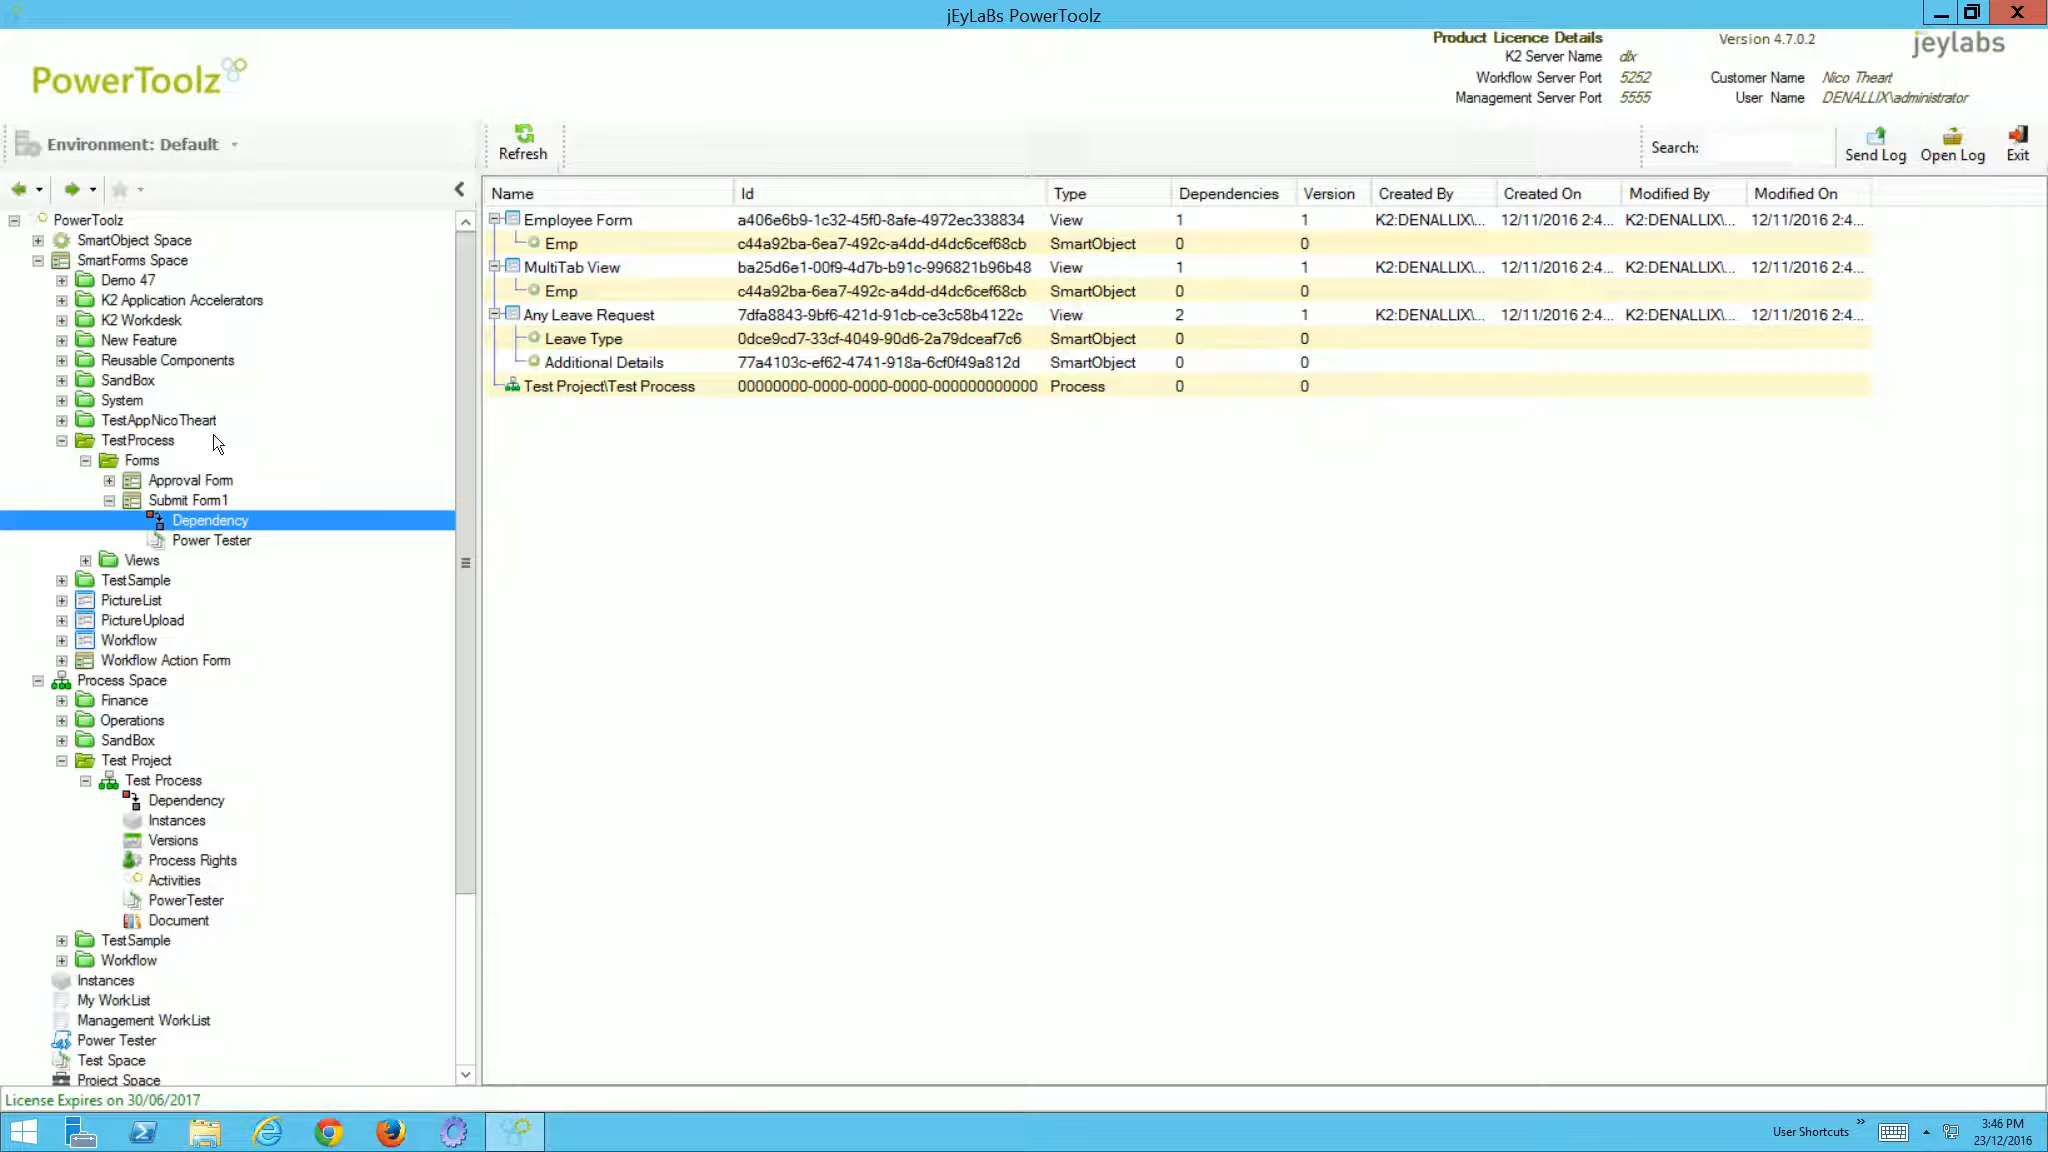 jEyLaBs PowerToolz
PowerToolz
Product Licence Details
Version 4.7.0.2
jeylabs
K2 Server Name dlx
Workflow Server Port 5252 Customer Name Nico Theart
Management Server Port 5555 User Name DENALLIX\administrator
Environment: Default
Refresh
Search:
Send Log Open Log Exit
PowerToolz
SmartObject Space
SmartForms Space
Demo 47
K2 Application Accelerators
K2 Workdesk
New Feature
Reusable Components
SandBox
System
TestAppNicoTheart
TestProcess
Forms
Approval Form
Submit Form1
Dependency
Power Tester
Views
TestSample
PictureList
PictureUpload
Workflow
Workflow Action Form
Process Space
Finance
Operations
SandBox
Test Project
Test Process
Dependency
Instances
Versions
Process Rights
Activities
PowerTester
Document
TestSample
Workflow
Instances
My WorkList
Management WorkList
Power Tester
Test Space
Project Space
Name Id Type Dependencies Version Created By Created On Modified By Modified On
Employee Form a406e6b9-1c32-45f0-8afe-4972ec338834 View 1 1 K2:DENALLIX\... 12/11/2016 2:4... K2:DENALLIX\... 12/11/2016 2:4...
Emp c44a92ba-6ea7-492c-a4dd-d4dc6cef68cb SmartObject 0 0
MultiTab View ba25d6e1-00f9-4d7b-b91c-996821b96b48 View 1 1 K2:DENALLIX\... 12/11/2016 2:4... K2:DENALLIX\... 12/11/2016 2:4...
Emp c44a92ba-6ea7-492c-a4dd-d4dc6cef68cb SmartObject 0 0
Any Leave Request 7dfa8843-9bf6-421d-91cb-ce3c58b4122c View 2 1 K2:DENALLIX\... 12/11/2016 2:4... K2:DENALLIX\... 12/11/2016 2:4...
Leave Type 0dce9cd7-33cf-4049-90d6-2a79dceaf7c6 SmartObject 0 0
Additional Details 77a4103c-ef62-4741-918a-6cf0f49a812d SmartObject 0 0
Test Project\Test Process 00000000-0000-0000-0000-000000000000 Process 0 0
License Expires on 30/06/2017
User Shortcuts
3:46 PM
23/12/2016